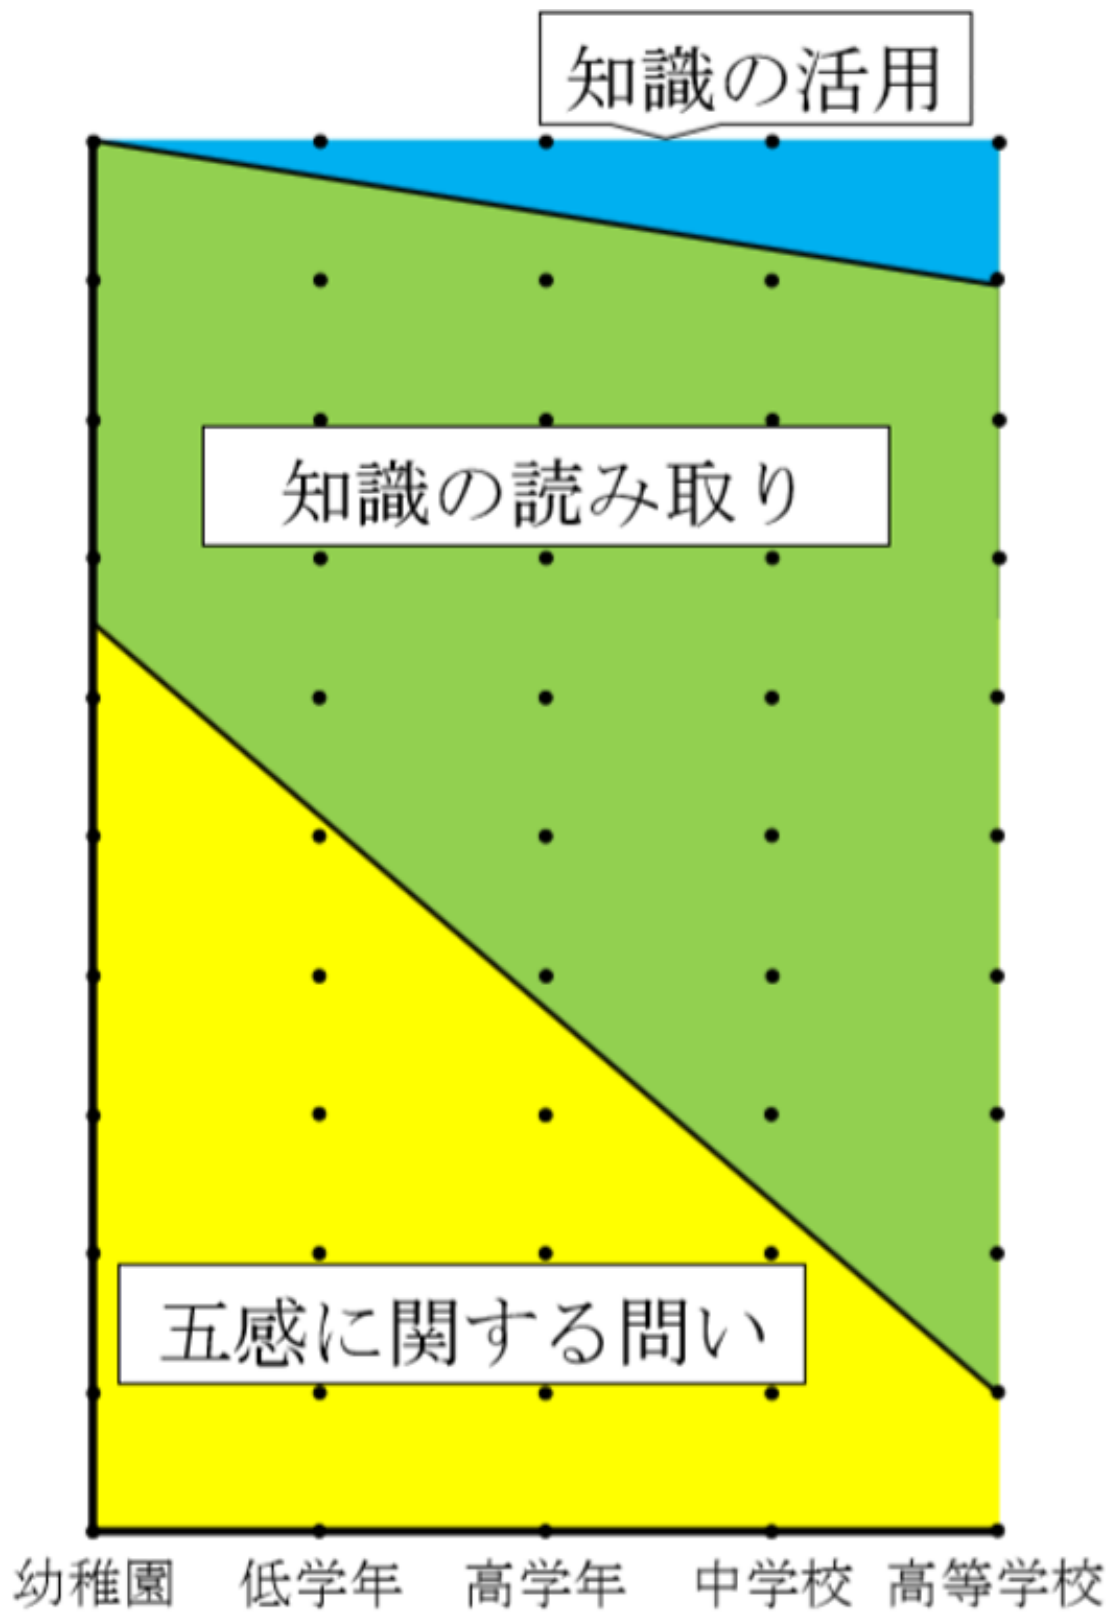 知識の活用
知識の読み取り
五感に関する問い
幼稚園 低学年 高学年 中学校 高等学校